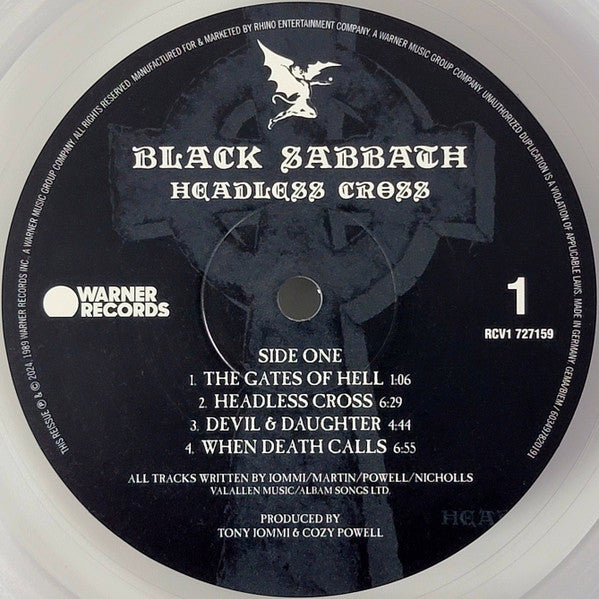 THIS REISSUE ℗ & © 2024, 1989 WARNER RECORDS INC. A WARNER MUSIC GROUP COMPANY. ALL RIGHTS RESERVED. MANUFACTURED FOR & MARKETED BY RHINO ENTERTAINMENT COMPANY, A WARNER MUSIC GROUP COMPANY. UNAUTHORIZED DUPLICATION IS A VIOLATION OF APPLICABLE LAWS. MADE IN GERMANY. GEMA/BIEM/ 603497820191
BLACK SABBATH
HEADLESS CROSS
WARNER
RECORDS
1
RCV1 727159
SIDE ONE
1. THE GATES OF HELL 1:06
2. HEADLESS CROSS 6:29
3. DEVIL & DAUGHTER 4:44
4. WHEN DEATH CALLS 6:55
ALL TRACKS WRITTEN BY IOMMI/MARTIN/POWELL/NICHOLLS
VALALLEN MUSIC/ALBAM SONGS LTD.
PRODUCED BY
TONY IOMMI & COZY POWELL